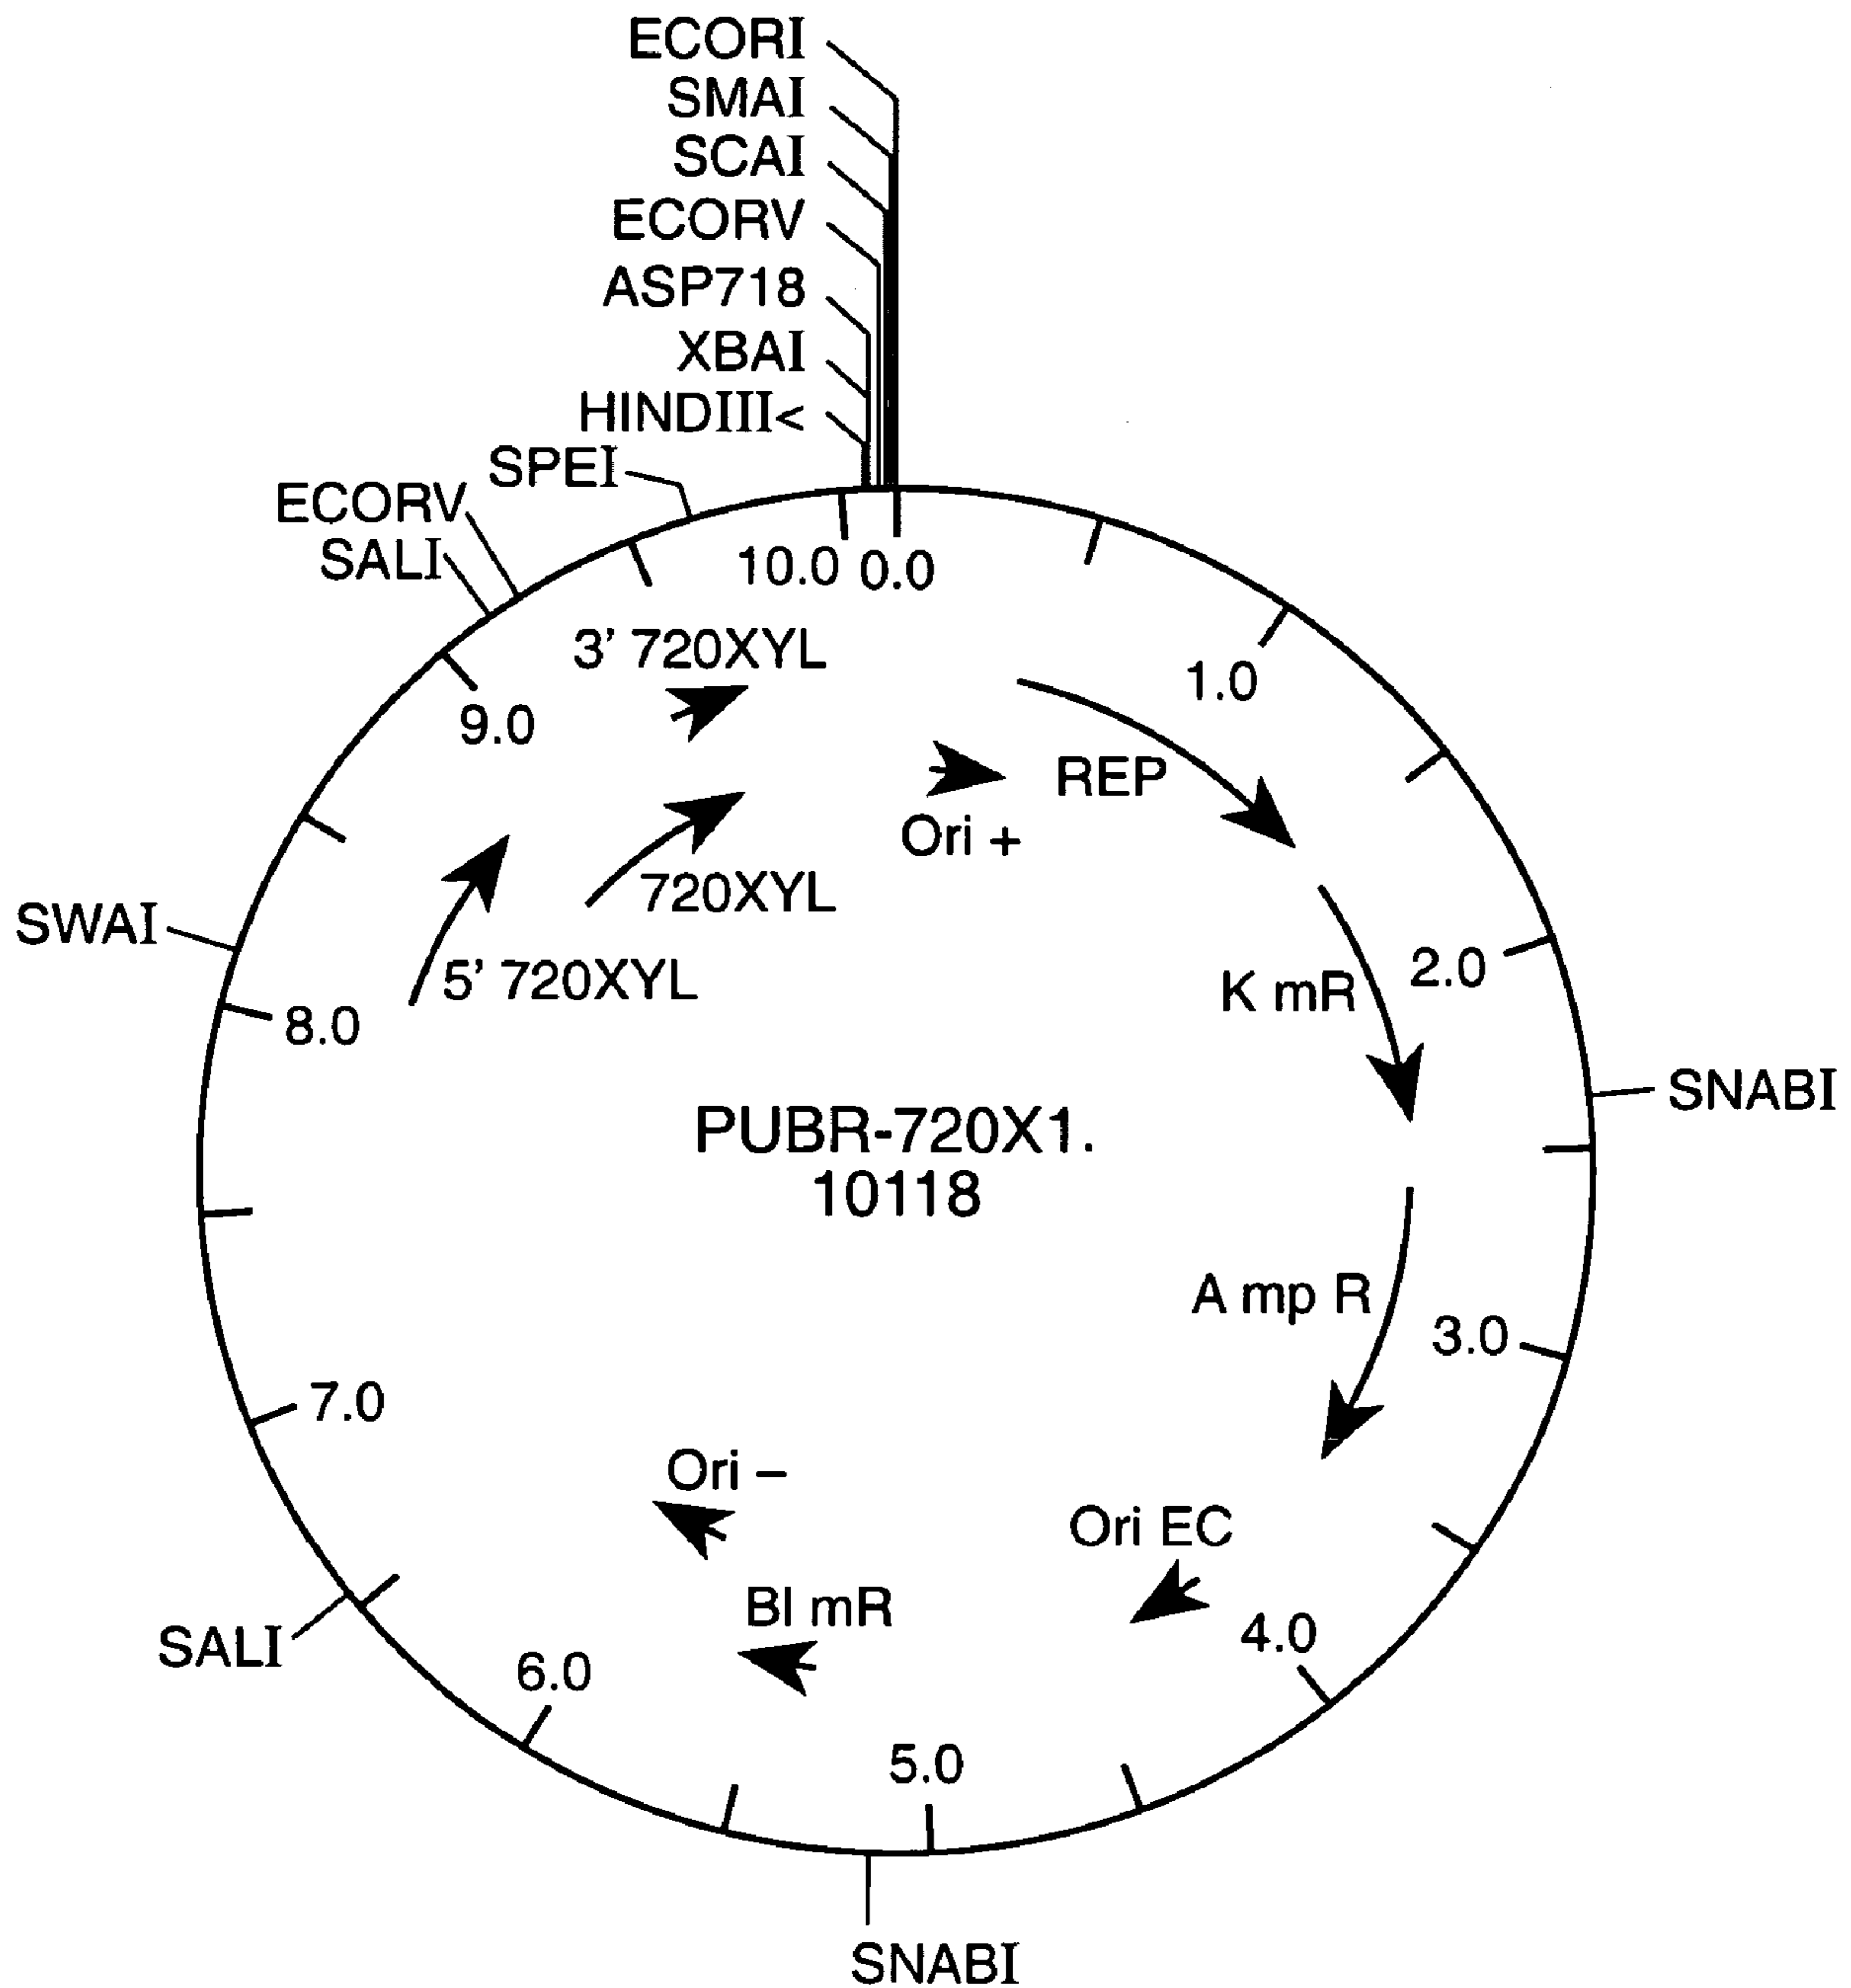 ECORI
SMAI
SCAI
ECORV
ASP718
XBAI
HINDIII<
SPEI
ECORV
SALI
10.0
0.0
3' 720XYL
1.0
9.0
REP
Ori +
720XYL
SWAI
5' 720XYL
K mR
2.0
8.0
SNABI
PUBR-720X1.
10118
A mp R
3.0
7.0
Ori –
Ori EC
Bl mR
4.0
SALI
6.0
5.0
SNABI